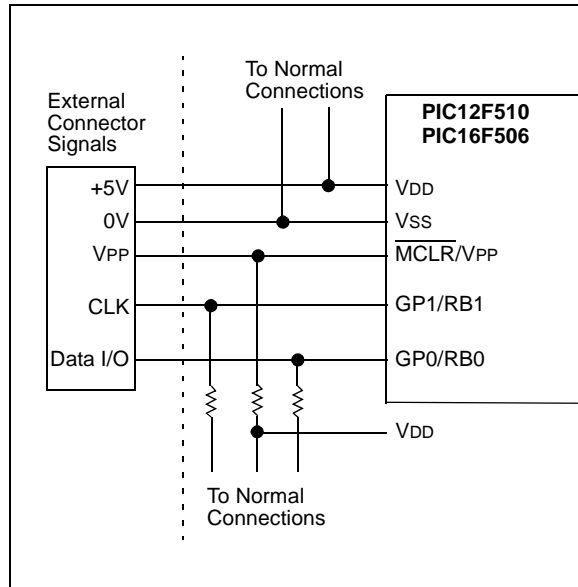 To Normal
Connections
External
Connector
Signals
PIC12F510
PIC16F506
+5V
VDD
0V
VSS
VPP
MCLR/VPP
CLK
GP1/RB1
Data I/O
GP0/RB0
VDD
To Normal
Connections